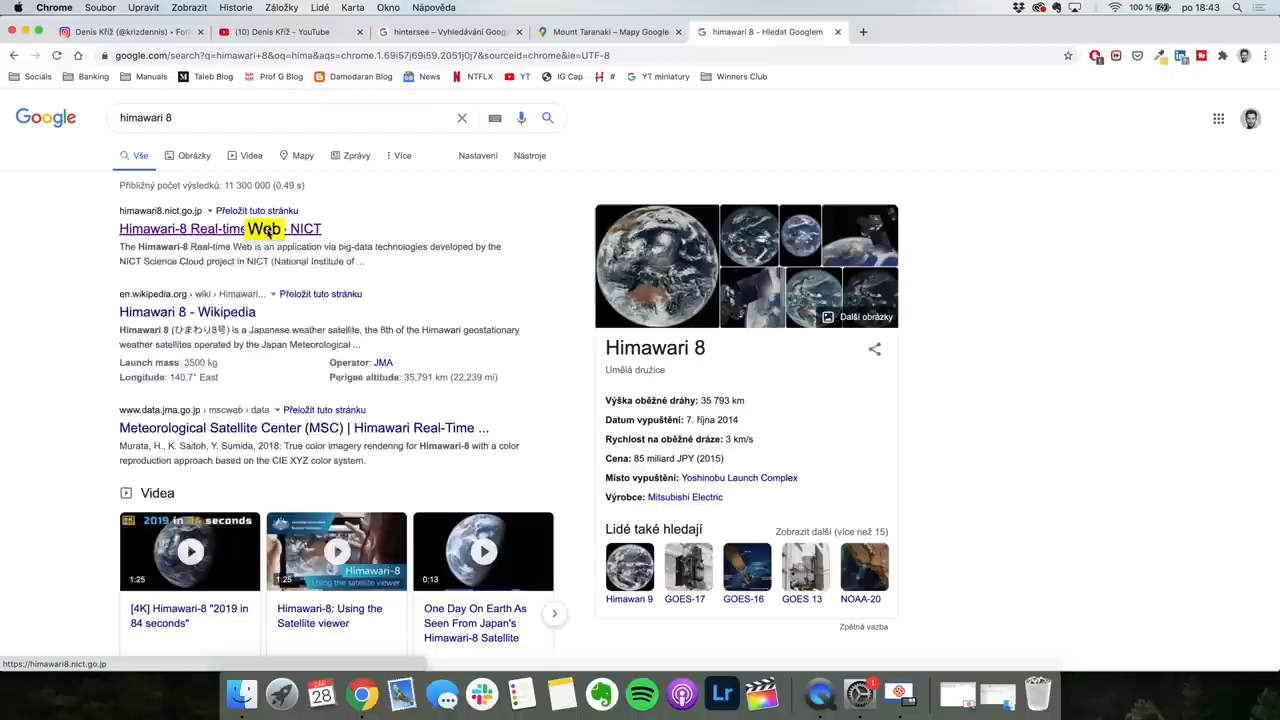 Chrome Soubor Upravit Zobrazit Historie Záložky Lidé Karta Okno Nápověda 100 % po 18:43
Denis Kříž (@krizdennis) • Fot
(10) Denis Kříž - YouTube
hintersee – Vyhledávání Goog
Mount Taranaki – Mapy Google
himawari 8 - Hledat Googlem
google.com/search?q=himawari+8&oq=hima&aqs=chrome.1.69i57j69i59.2051j0j7&sourceid=chrome&ie=UTF-8
Socials Banking Manuals Taleb Blog Prof G Blog Damodaran Blog News NTFLX YT IG Cap # YT miniatury Winners Club
Google
himawari 8
Vše Obrázky Videa Mapy Zprávy Více Nastavení Nástroje
Přibližný počet výsledků: 11 300 000 (0,49 s)
himawari8.nict.go.jp Přeložit tuto stránku
Himawari-8 Real-time Web - NICT
The Himawari-8 Real-time Web is an application via big-data technologies developed by the
NICT Science Cloud project in NICT (National Institute of ...
en.wikipedia.org › wiki › Himawari... Přeložit tuto stránku
Himawari 8 - Wikipedia
Himawari 8 (ひまわり8号) is a Japanese weather satellite, the 8th of the Himawari geostationary
weather satellites operated by the Japan Meteorological ...
Launch mass: 3500 kg Operator: JMA
Longitude: 140.7° East Perigee altitude: 35,791 km (22,239 mi)
www.data.jma.go.jp › mscweb › data Přeložit tuto stránku
Meteorological Satellite Center (MSC) | Himawari Real-Time ...
Murata, H., K. Saitoh, Y. Sumida, 2018: True color imagery rendering for Himawari-8 with a color
reproduction approach based on the CIE XYZ color system.
Videa
4K 2019 in 84 seconds
1:25
Himawari-8
Using the satellite viewer
1:25
0:13
[4K] Himawari-8 "2019 in
84 seconds"
Himawari-8: Using the
Satellite viewer
One Day On Earth As
Seen From Japan's
Himawari-8 Satellite
Další obrázky
Himawari 8
Umělá družice
Výška oběžné dráhy: 35 793 km
Datum vypuštění: 7. října 2014
Rychlost na oběžné dráze: 3 km/s
Cena: 85 miliard JPY (2015)
Místo vypuštění: Yoshinobu Launch Complex
Výrobce: Mitsubishi Electric
Lidé také hledají Zobrazit další (více než 15)
Himawari 9 GOES-17 GOES-16 GOES 13 NOAA-20
Zpětná vazba
https://himawari8.nict.go.jp
28
Lr
1